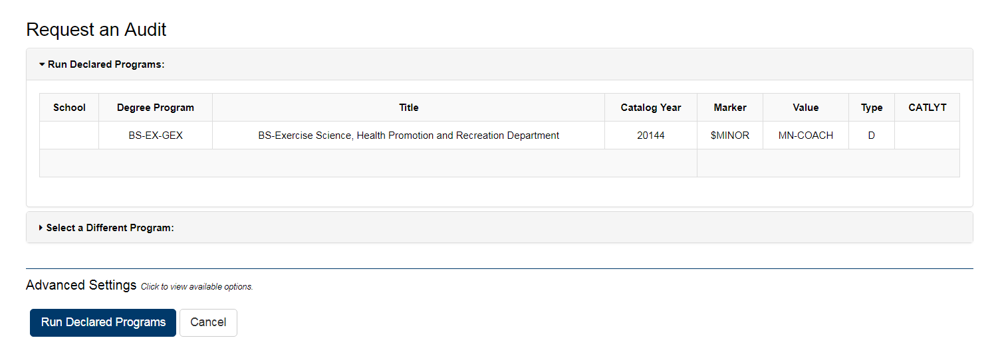 Request an Audit
Run Declared Programs:
School Degree Program Title Catalog Year Marker Value Type CATLYT
BS-EX-GEX BS-Exercise Science, Health Promotion and Recreation Department 20144 $MINOR MN-COACH D
Select a Different Program:
Advanced Settings Click to view available options.
Run Declared Programs Cancel